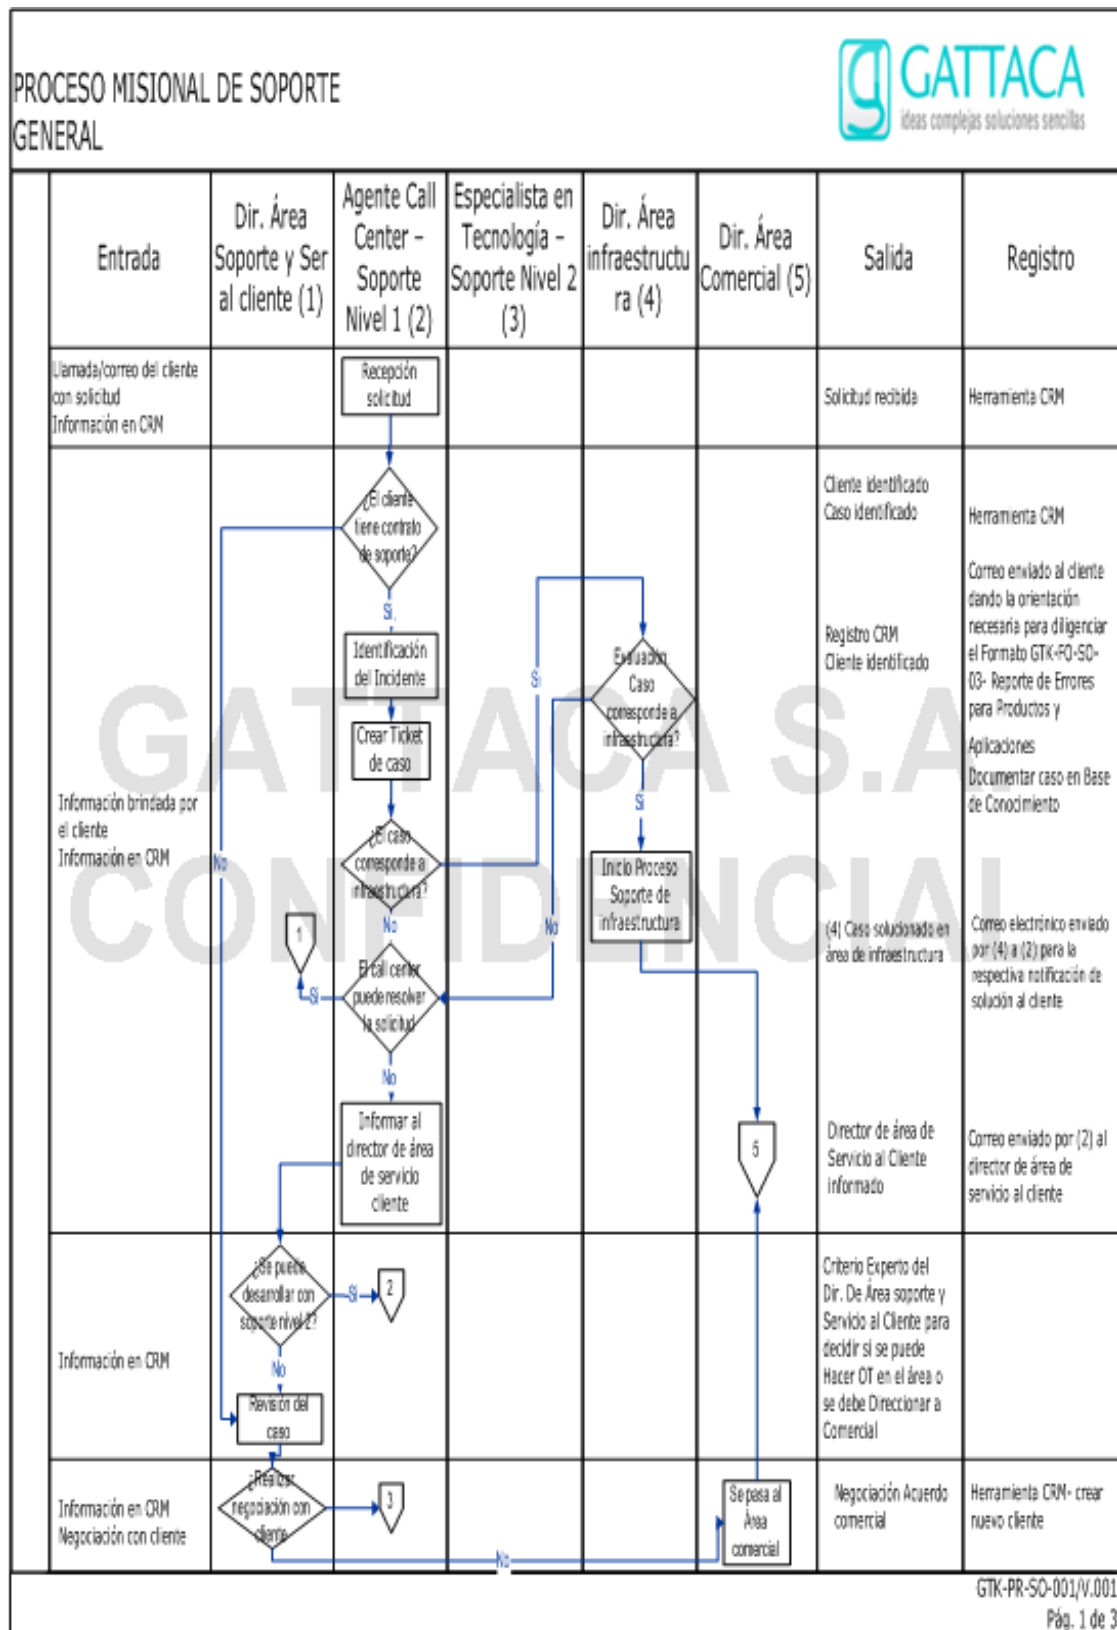 PROCESO MISIONAL DE SOPORTE
GENERAL
GATTACA
ideas complejas soluciones sencillas
Entrada
Dir. Área
Soporte y Ser
al cliente (1)
Agente Call
Center –
Soporte
Nivel 1 (2)
Especialista en
Tecnología –
Soporte Nivel 2
(3)
Dir. Área
infraestructu
ra (4)
Dir. Área
Comercial (5)
Salida
Registro
Llamada/correo del cliente
con solicitud
Información en CRM
Recepción
solicitud
Solicitud recibida
Herramienta CRM
¿El cliente
tiene contrato
de soporte?
Si,
Identificación
del Incidente
Crear Ticket
de caso
¿El caso
corresponde a
infraestructura?
No
El call center
puede resolver
la solicitud
Si
1
No
Informar al
director de área
de servicio
cliente
Si
Evaluación
Caso
corresponde a
infraestructura?
Si
No
Inicio Proceso
Soporte de
infraestructura
5
Información brindada por
el cliente
Información en CRM
No
Cliente identificado
Caso identificado
Registro CRM
Cliente identificado
(4) Caso solucionado en
área de infraestructura
Director de área de
Servicio al Cliente
informado
Herramienta CRM
Correo enviado al cliente
dando la orientación
necesaria para diligenciar
el Formato GTK-FO-SO-
03- Reporte de Errores
para Productos y
Aplicaciones
Documentar caso en Base
de Conocimiento
Correo electrónico enviado
por (4) a (2) para la
respectiva notificación de
solución al cliente
Correo enviado por (2) al
director de área de
servicio al cliente
GATTACA S.A.
CONFIDENCIAL
Información en CRM
¿Se puede
desarrollar con
soporte nivel 2?
Si
2
No
Revisión del
caso
Criterio Experto del
Dir. De Área soporte y
Servicio al Cliente para
decidir si se puede
Hacer OT en el área o
se debe Direccionar a
Comercial
Información en CRM
Negociación con cliente
¿Realizar
negociación con
cliente
3
No
Se pasa al
Área
comercial
Negociación Acuerdo
comercial
Herramienta CRM- crear
nuevo cliente
GTK-PR-SO-001/V.001
Pág. 1 de 3